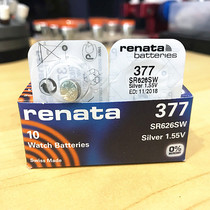 renata
batteries
377
SR626SW
Silver 1.55V
ED: 11/2018
renata
377
SR626SW
Silver 1.55V
10
Watch Batteries
Swiss Made
0%